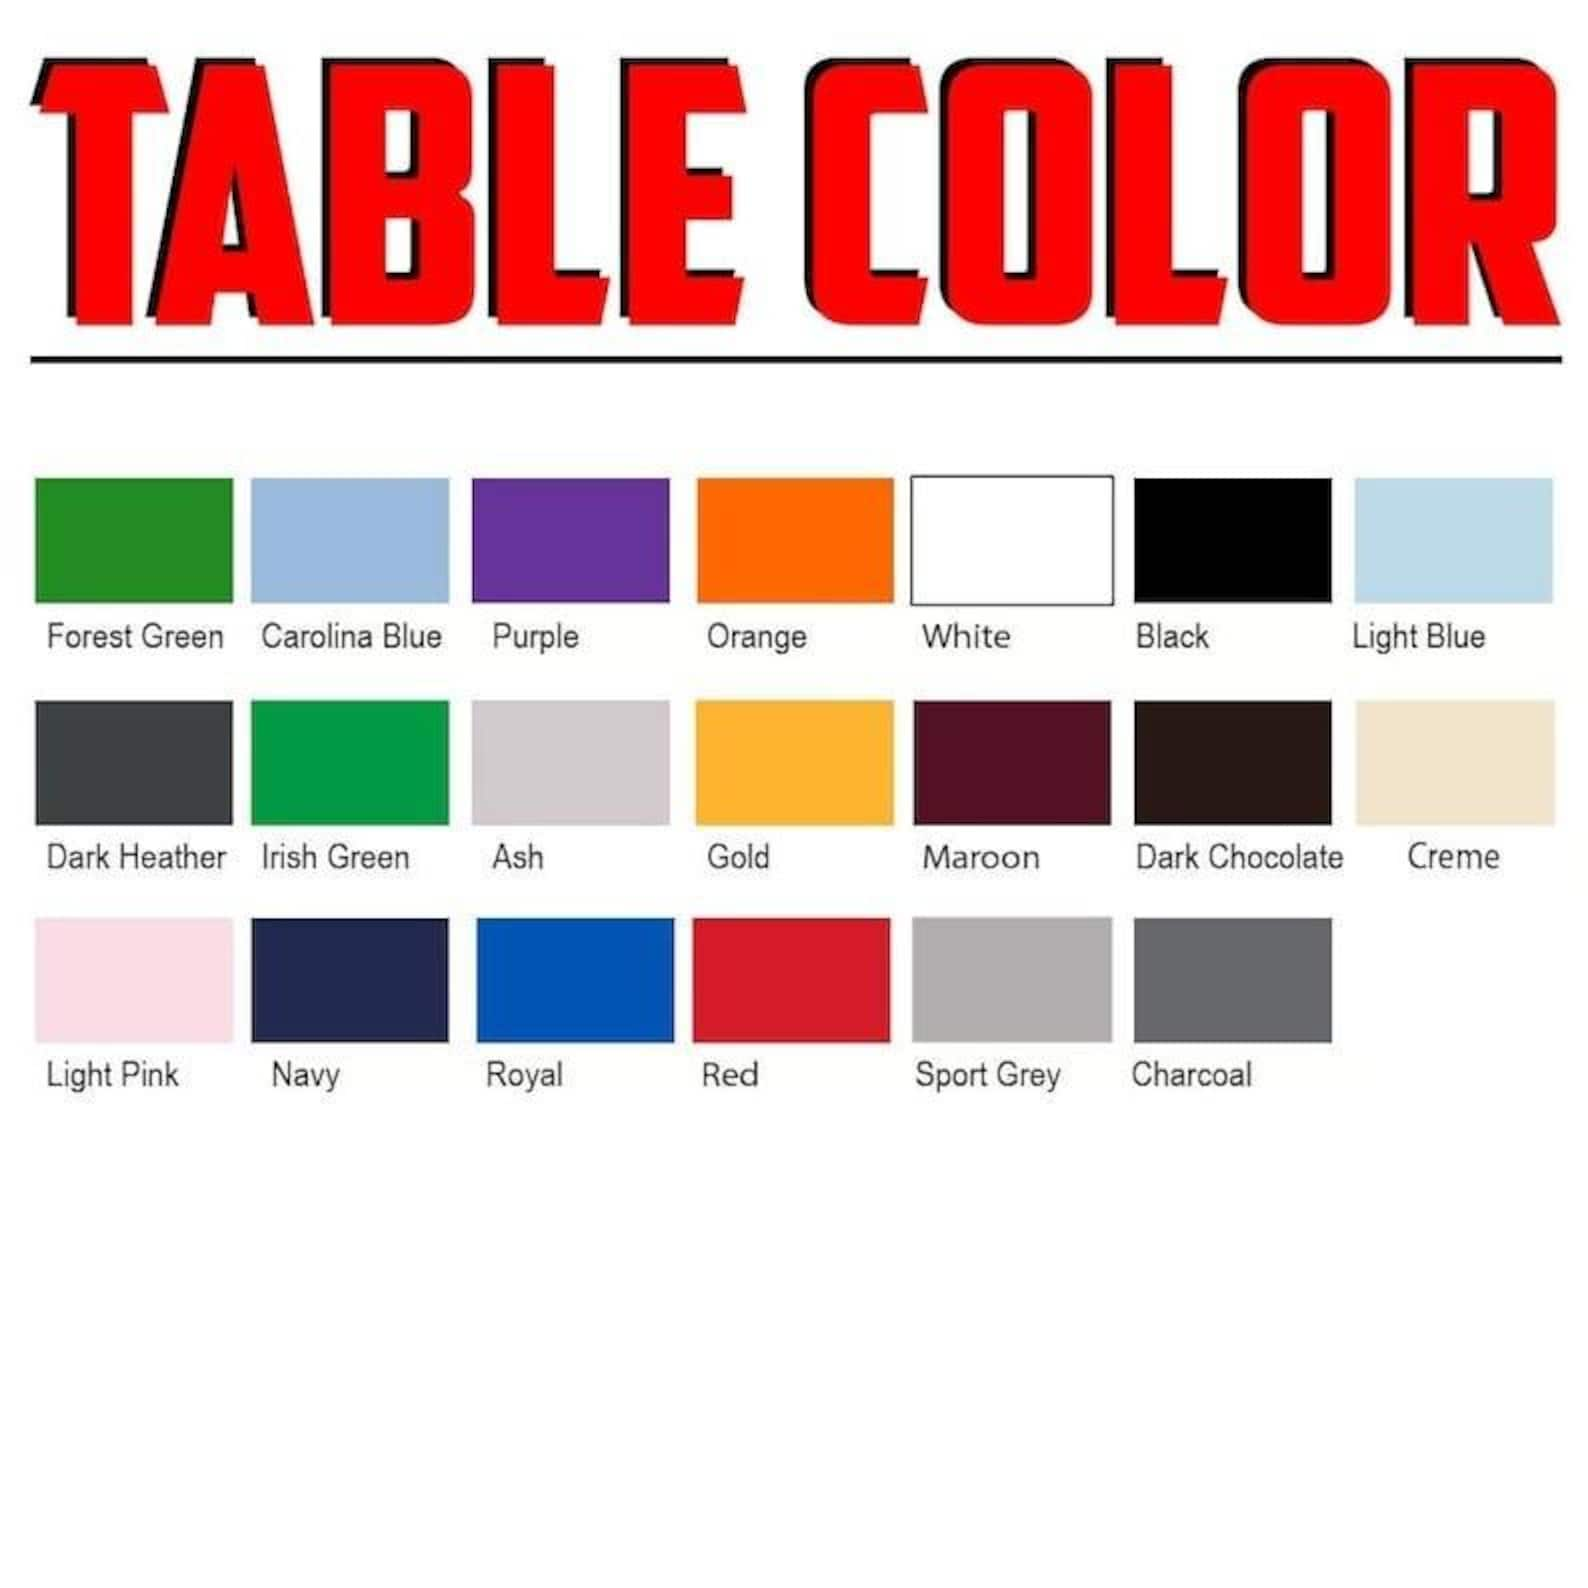 TABLE COLOR
Forest Green Carolina Blue Purple Orange White Black Light Blue
Dark Heather Irish Green Ash Gold Maroon Dark Chocolate Creme
Light Pink Navy Royal Red Sport Grey Charcoal